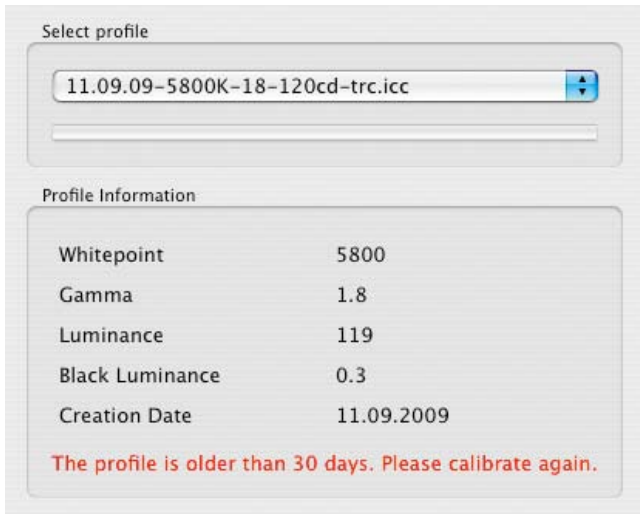 Select profile
11.09.09-5800K-18-120cd-trc.icc
Profile Information
Whitepoint 5800
Gamma 1.8
Luminance 119
Black Luminance 0.3
Creation Date 11.09.2009
The profile is older than 30 days. Please calibrate again.